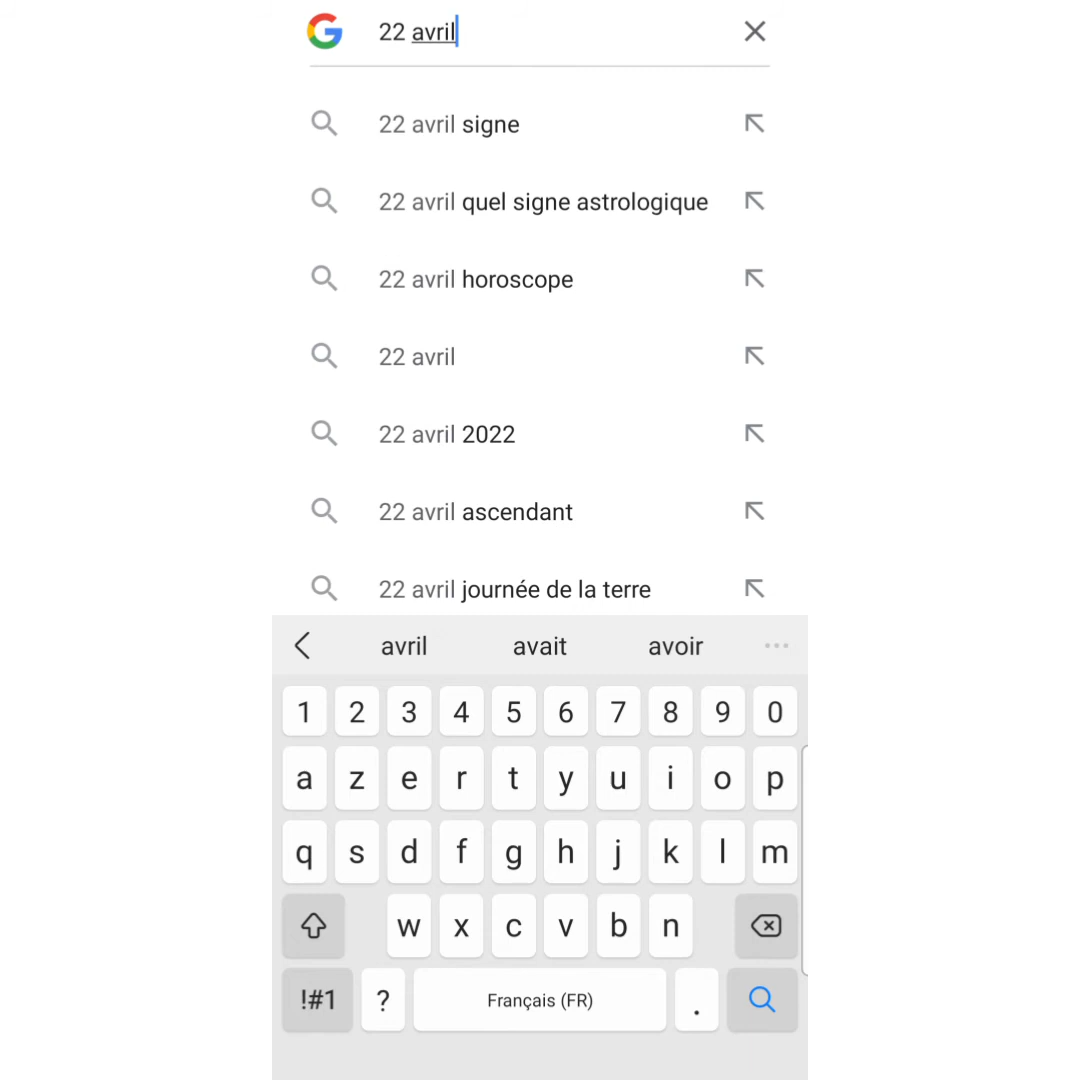 22 avril
22 avril signe
22 avril quel signe astrologique
22 avril horoscope
22 avril
22 avril 2022
22 avril ascendant
22 avril journée de la terre
avril avait avoir
1 2 3 4 5 6 7 8 9 0
a z e r t y u i o p
q s d f g h j k l m
w x c v b n
!#1 ? Français (FR) .